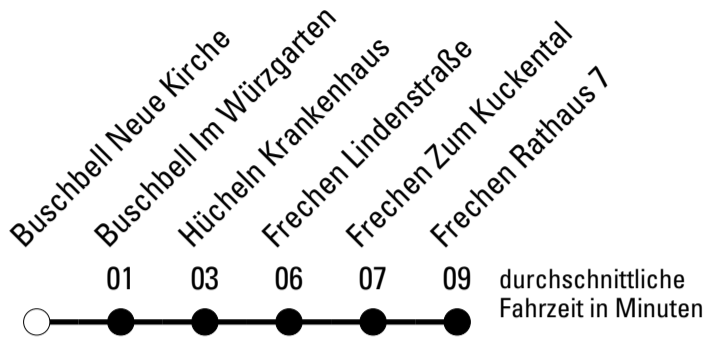 Buschbell Neue Kirche
Buschbell Im Würzgarten
Hücheln Krankenhaus
Frechen Lindenstraße
Frechen Zum Kuckental
Frechen Rathaus 7
01 03 06 07 09
durchschnittliche
Fahrzeit in Minuten